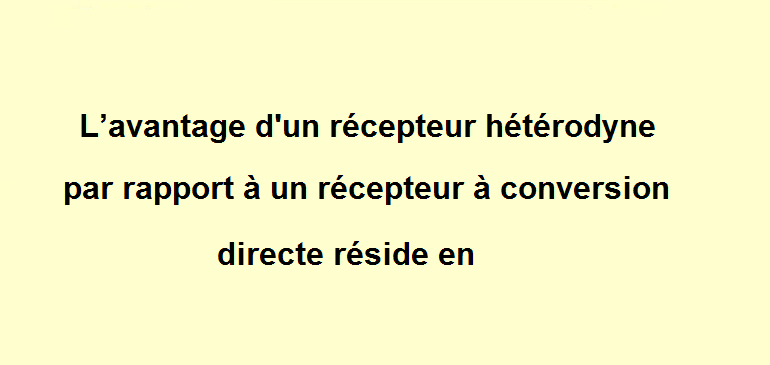 L’avantage d'un récepteur hétérodyne
par rapport à un récepteur à conversion
directe réside en